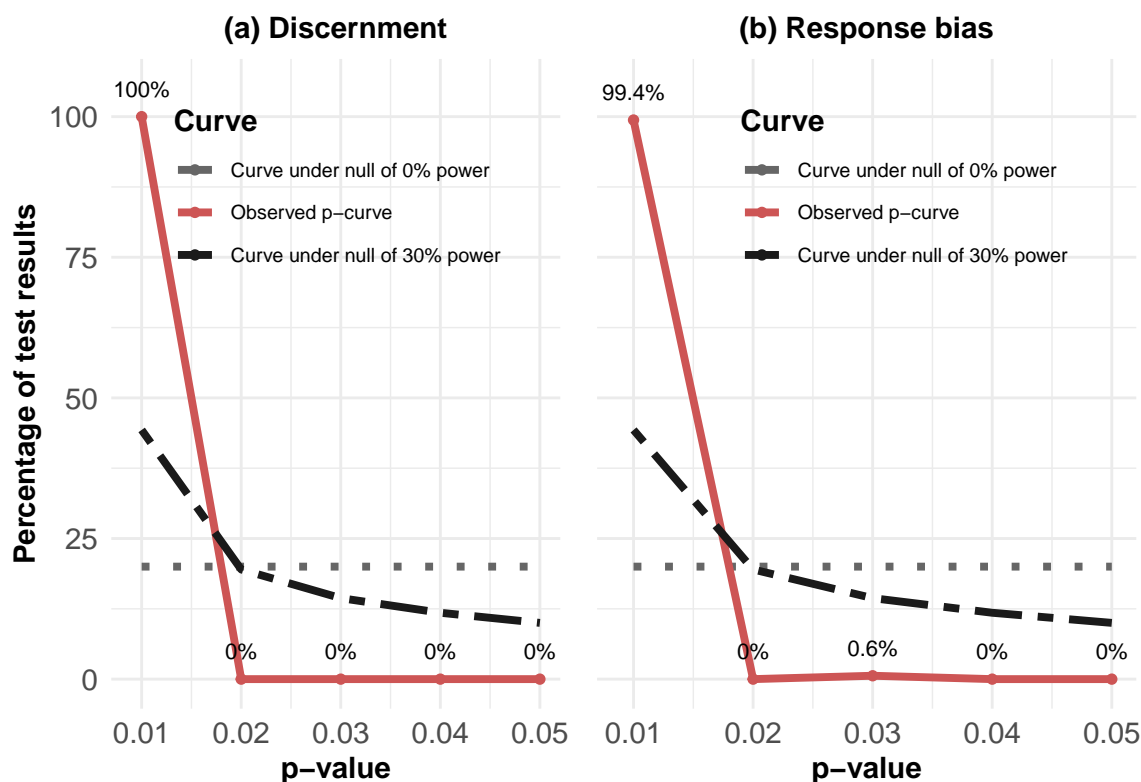 (a) Discernment
100%
Curve
Curve under null of 0% power
Observed p−curve
Curve under null of 30% power
0%
0%
0%
0%
100
75
50
25
0
Percentage of test results
0.01
0.02
0.03
0.04
0.05
p−value
(b) Response bias
99.4%
Curve
Curve under null of 0% power
Observed p−curve
Curve under null of 30% power
0%
0.6%
0%
0%
0.01
0.02
0.03
0.04
0.05
p−value